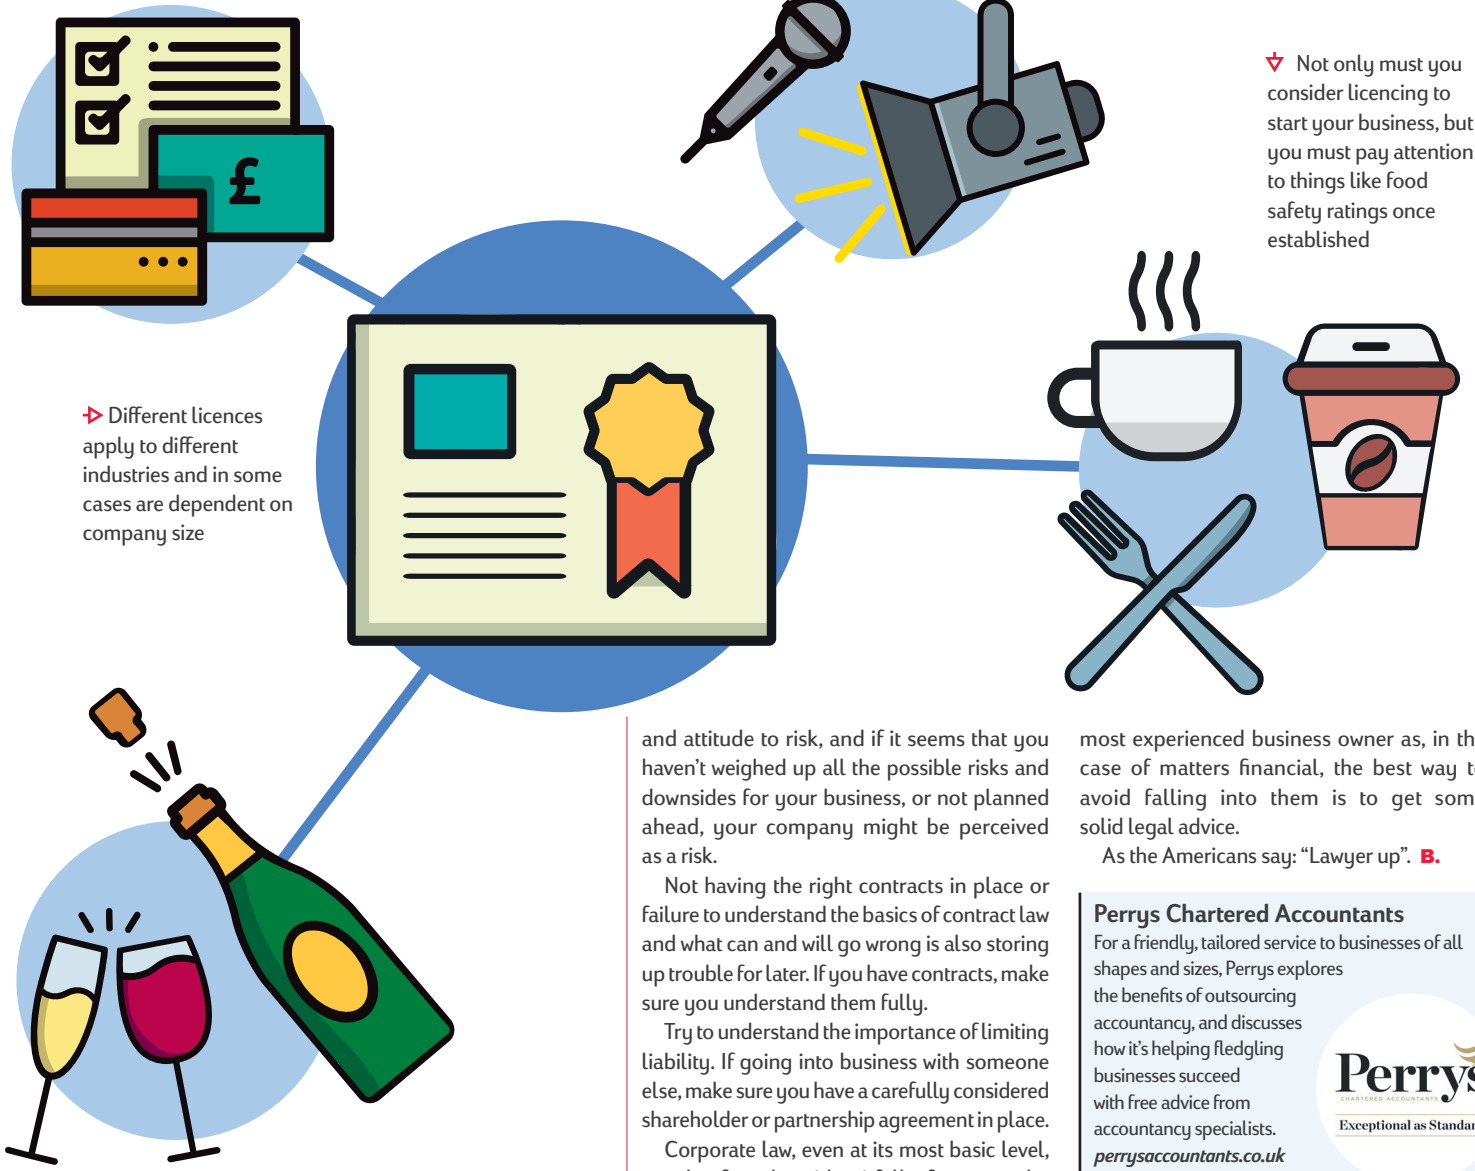 £
Not only must you
consider licencing to
start your business, but
you must pay attention
to things like food
safety ratings once
established
Different licences
apply to different
industries and in some
cases are dependent on
company size
and attitude to risk, and if it seems that you
haven't weighed up all the possible risks and
downsides for your business, or not planned
ahead, your company might be perceived
as a risk.
Not having the right contracts in place or
failure to understand the basics of contract law
and what can and will go wrong is also storing
up trouble for later. If you have contracts, make
sure you understand them fully.
Try to understand the importance of limiting
liability. If going into business with someone
else, make sure you have a carefully considered
shareholder or partnership agreement in place.
Corporate law, even at its most basic level,
most experienced business owner as, in th
case of matters financial, the best way t
avoid falling into them is to get som
solid legal advice.
As the Americans say: “Lawyer up”. B.
Perrys Chartered Accountants
For a friendly, tailored service to businesses of all
shapes and sizes, Perrys explores
the benefits of outsourcing
accountancy, and discusses
how it's helping fledgling
businesses succeed
with free advice from
accountancy specialists.
perrysaccountants.co.uk
Perrys
CHARTERED ACCOUNTANTS
Exceptional as Standar